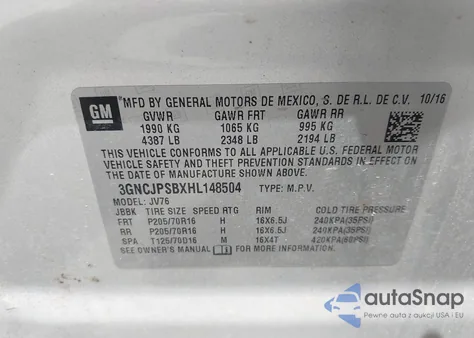 GM
MFD BY GENERAL MOTORS DE MEXICO, S. DE R.L. DE C.V. 10/16
GVWR GAWR FRT GAWR RR
1990 KG 1065 KG 995 KG
4387 LB 2348 LB 2194 LB
THIS VEHICLE CONFORMS TO ALL APPLICABLE U.S. FEDERAL MOTOR
VEHICLE SAFETY AND THEFT PREVENTION STANDARDS IN EFFECT ON THE
DATE OF MANUFACTURE SHOWN ABOVE.
3GNCJPSBXHL148504 TYPE: M.P.V.
MODEL: JV76
JBBK TIRE SIZE SPD RTG RIM COLD TIRE PRESSURE
FRT P205/70R16 H 16X6.5J 240KPA(35PSI)
RR P205/70R16 H 16X6.5J 240KPA(35PSI)
SPA T125/70D16 M 16X4T 420KPA(60PSI)
SEE OWNER'S MANUAL FOR ADDITIONAL INFORMATION.
autoSnap
Pewne auta z aukcji z USA i EU